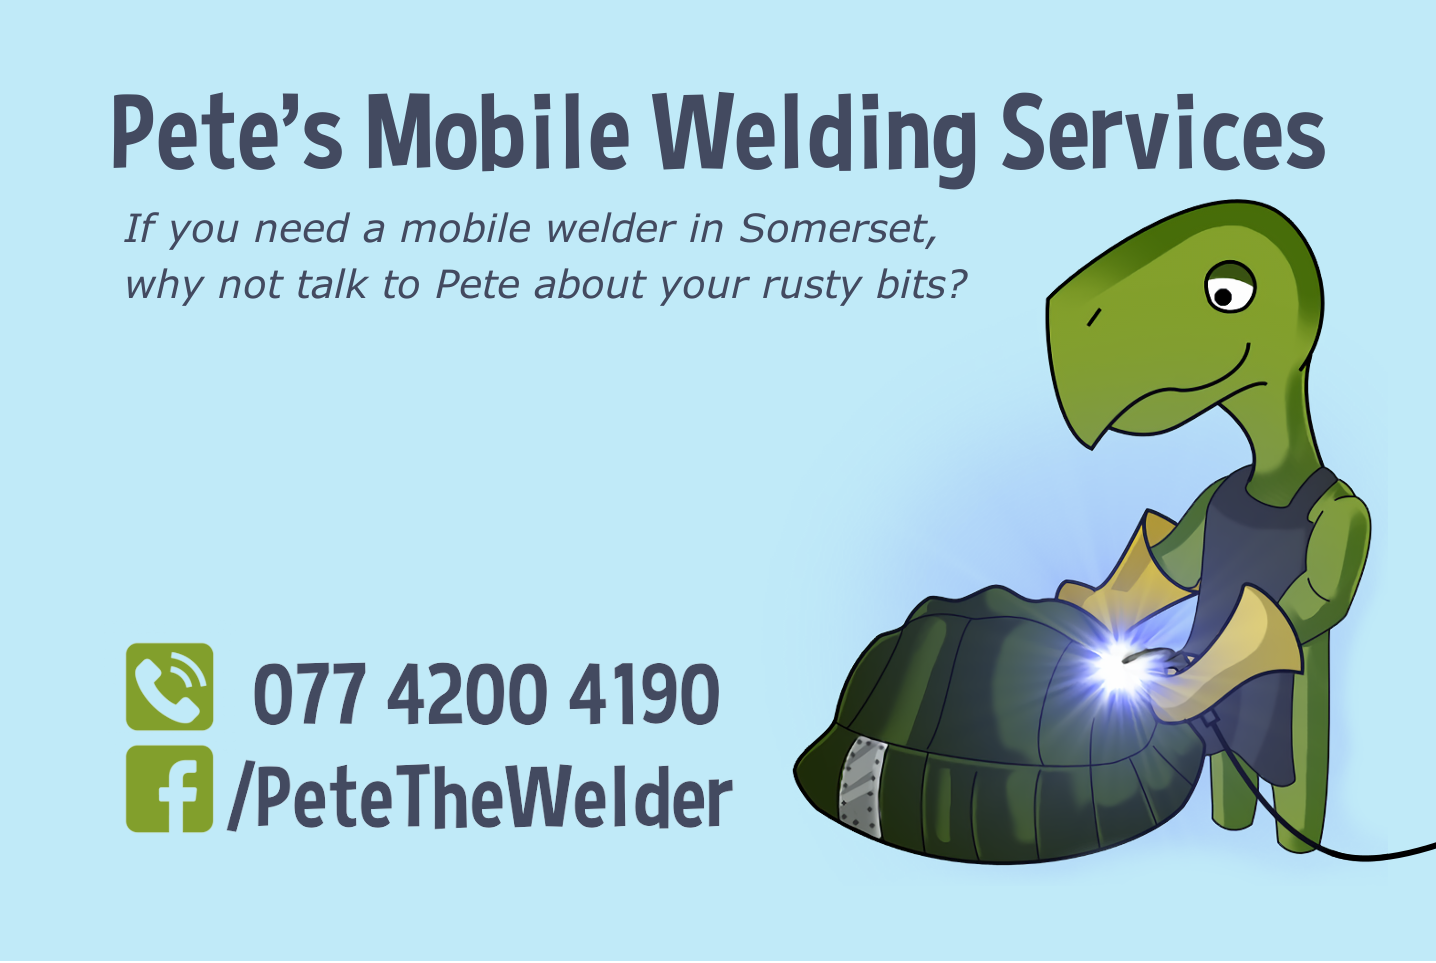 Pete's Mobile Welding Services
If you need a mobile welder in Somerset,
why not talk to Pete about your rusty bits?
077 4200 4190
/PeteTheWelder